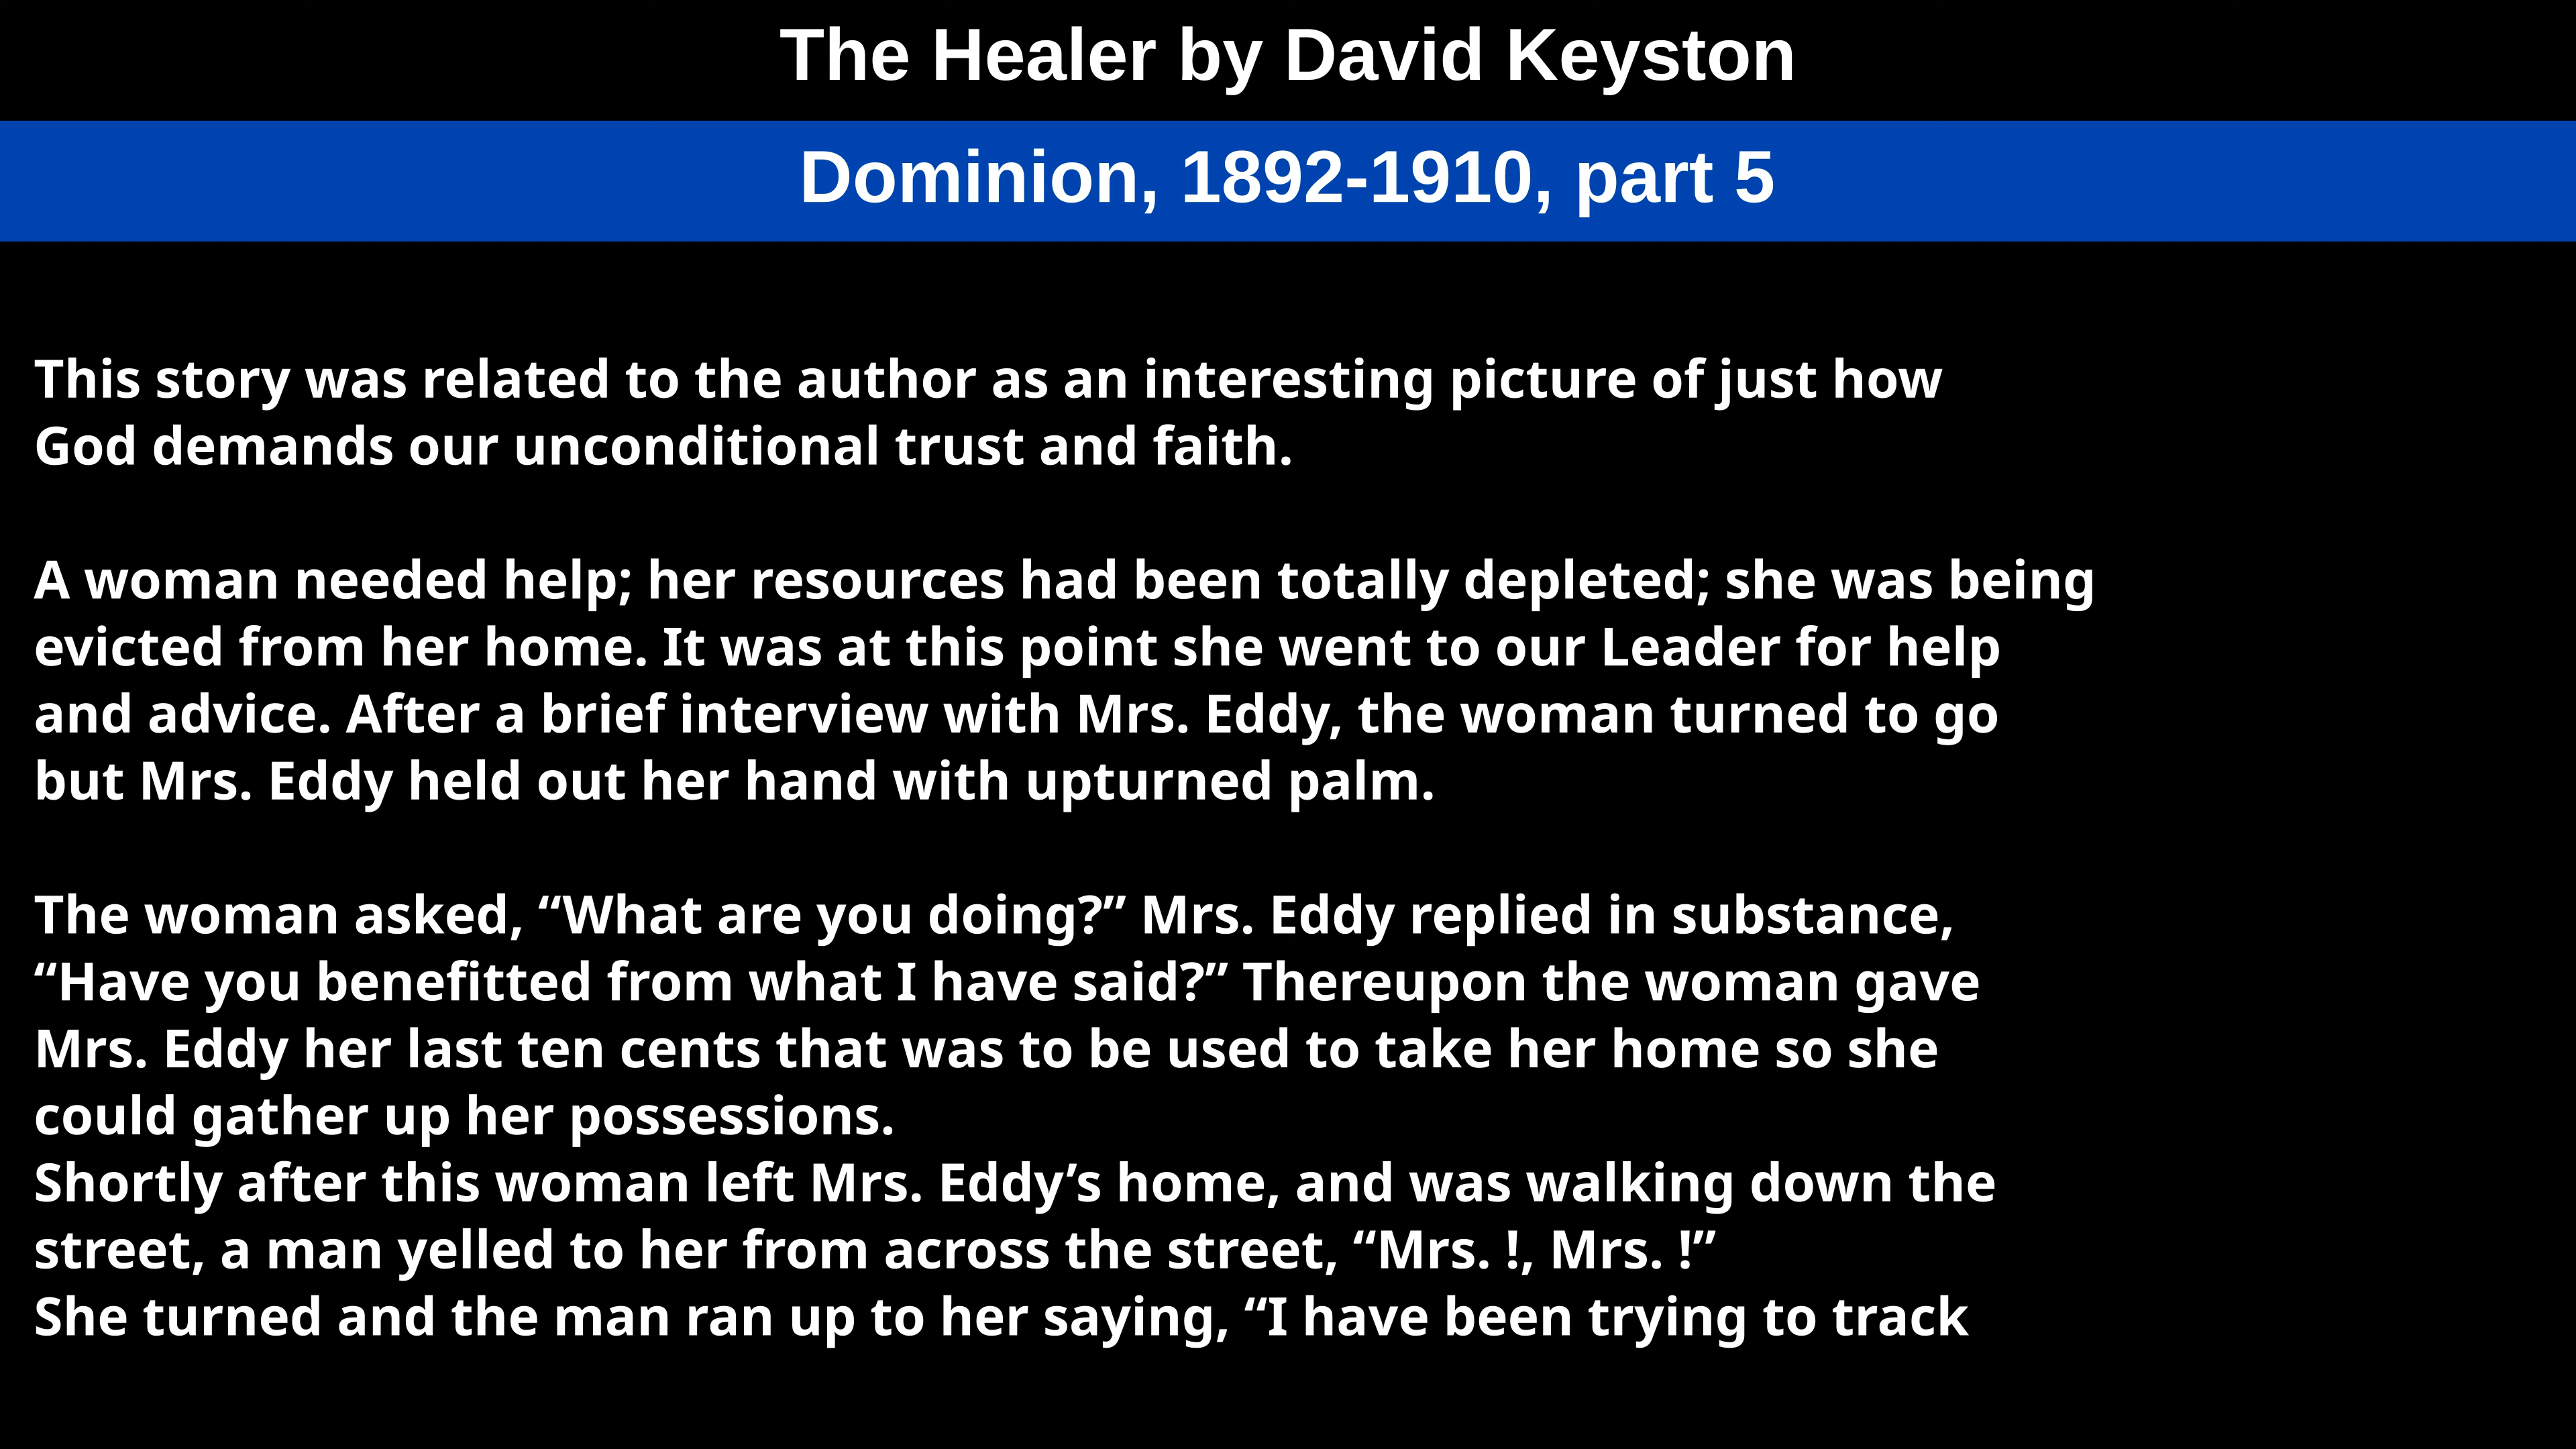 The Healer by David Keyston
Dominion, 1892-1910, part 5
This story was related to the author as an interesting picture of just how
God demands our unconditional trust and faith.
A woman needed help; her resources had been totally depleted; she was being
evicted from her home. It was at this point she went to our Leader for help
and advice. After a brief interview with Mrs. Eddy, the woman turned to go
but Mrs. Eddy held out her hand with upturned palm.
The woman asked, “What are you doing?” Mrs. Eddy replied in substance,
“Have you benefitted from what I have said?” Thereupon the woman gave
Mrs. Eddy her last ten cents that was to be used to take her home so she
could gather up her possessions.
Shortly after this woman left Mrs. Eddy’s home, and was walking down the
street, a man yelled to her from across the street, “Mrs. !, Mrs. !”
She turned and the man ran up to her saying, “I have been trying to track